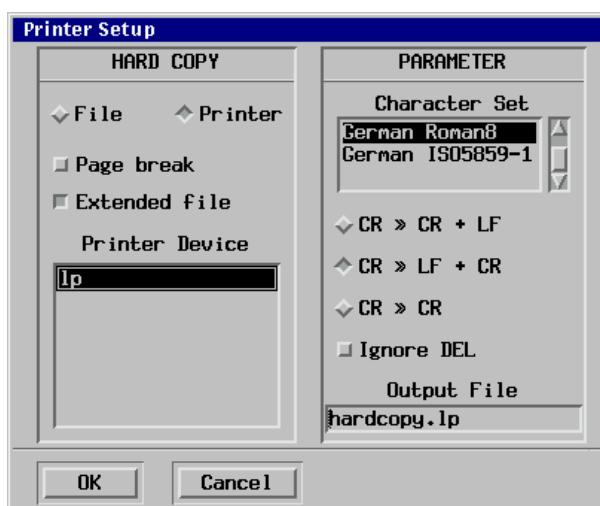 Printer Setup
HARD COPY
File Printer
Page break
Extended file
Printer Device
lp
PARAMETER
Character Set
German Roman8
German ISO5859-1
CR » CR + LF
CR » LF + CR
CR » CR
Ignore DEL
Output File
hardcopy.lp
OK Cancel